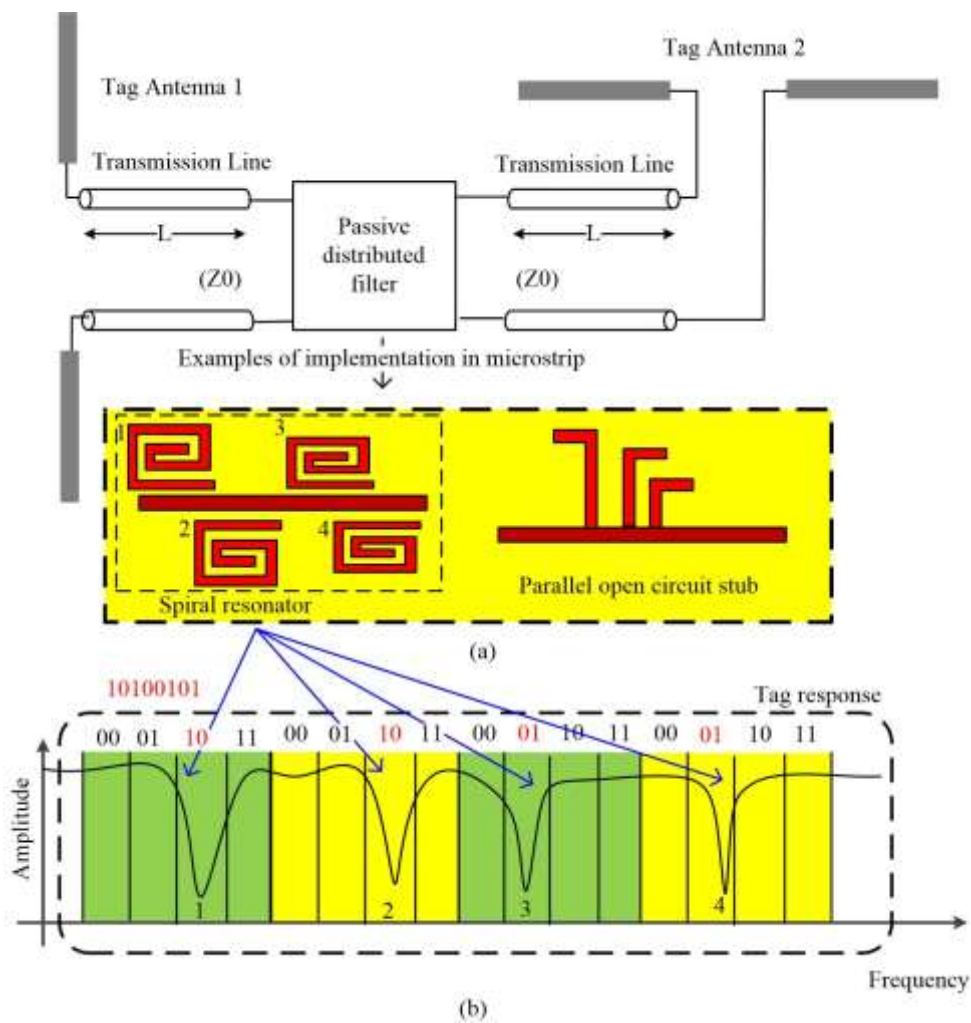 Tag Antenna 1
Tag Antenna 2
Transmission Line
Transmission Line
L
L
Passive
distributed
filter
(Z0)
(Z0)
Examples of implementation in microstrip
1
3
2
4
Spiral resonator
Parallel open circuit stub
(a)
10100101
Tag response
00 01 10 11 00 01 10 11 00 01 10 11 00 01 10 11
Amplitude
1 2 3 4
Frequency
(b)